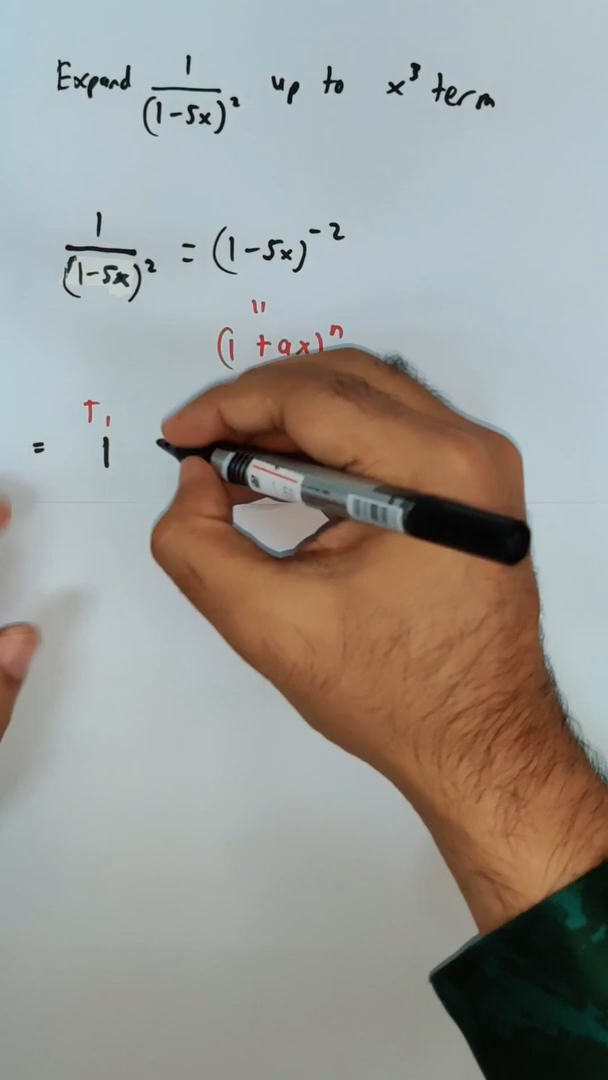 Expand 1/(1-5x)² up to x³ term
1/(1-5x)² = (1-5x)⁻²
"
(1+ax)ⁿ
T₁
= 1